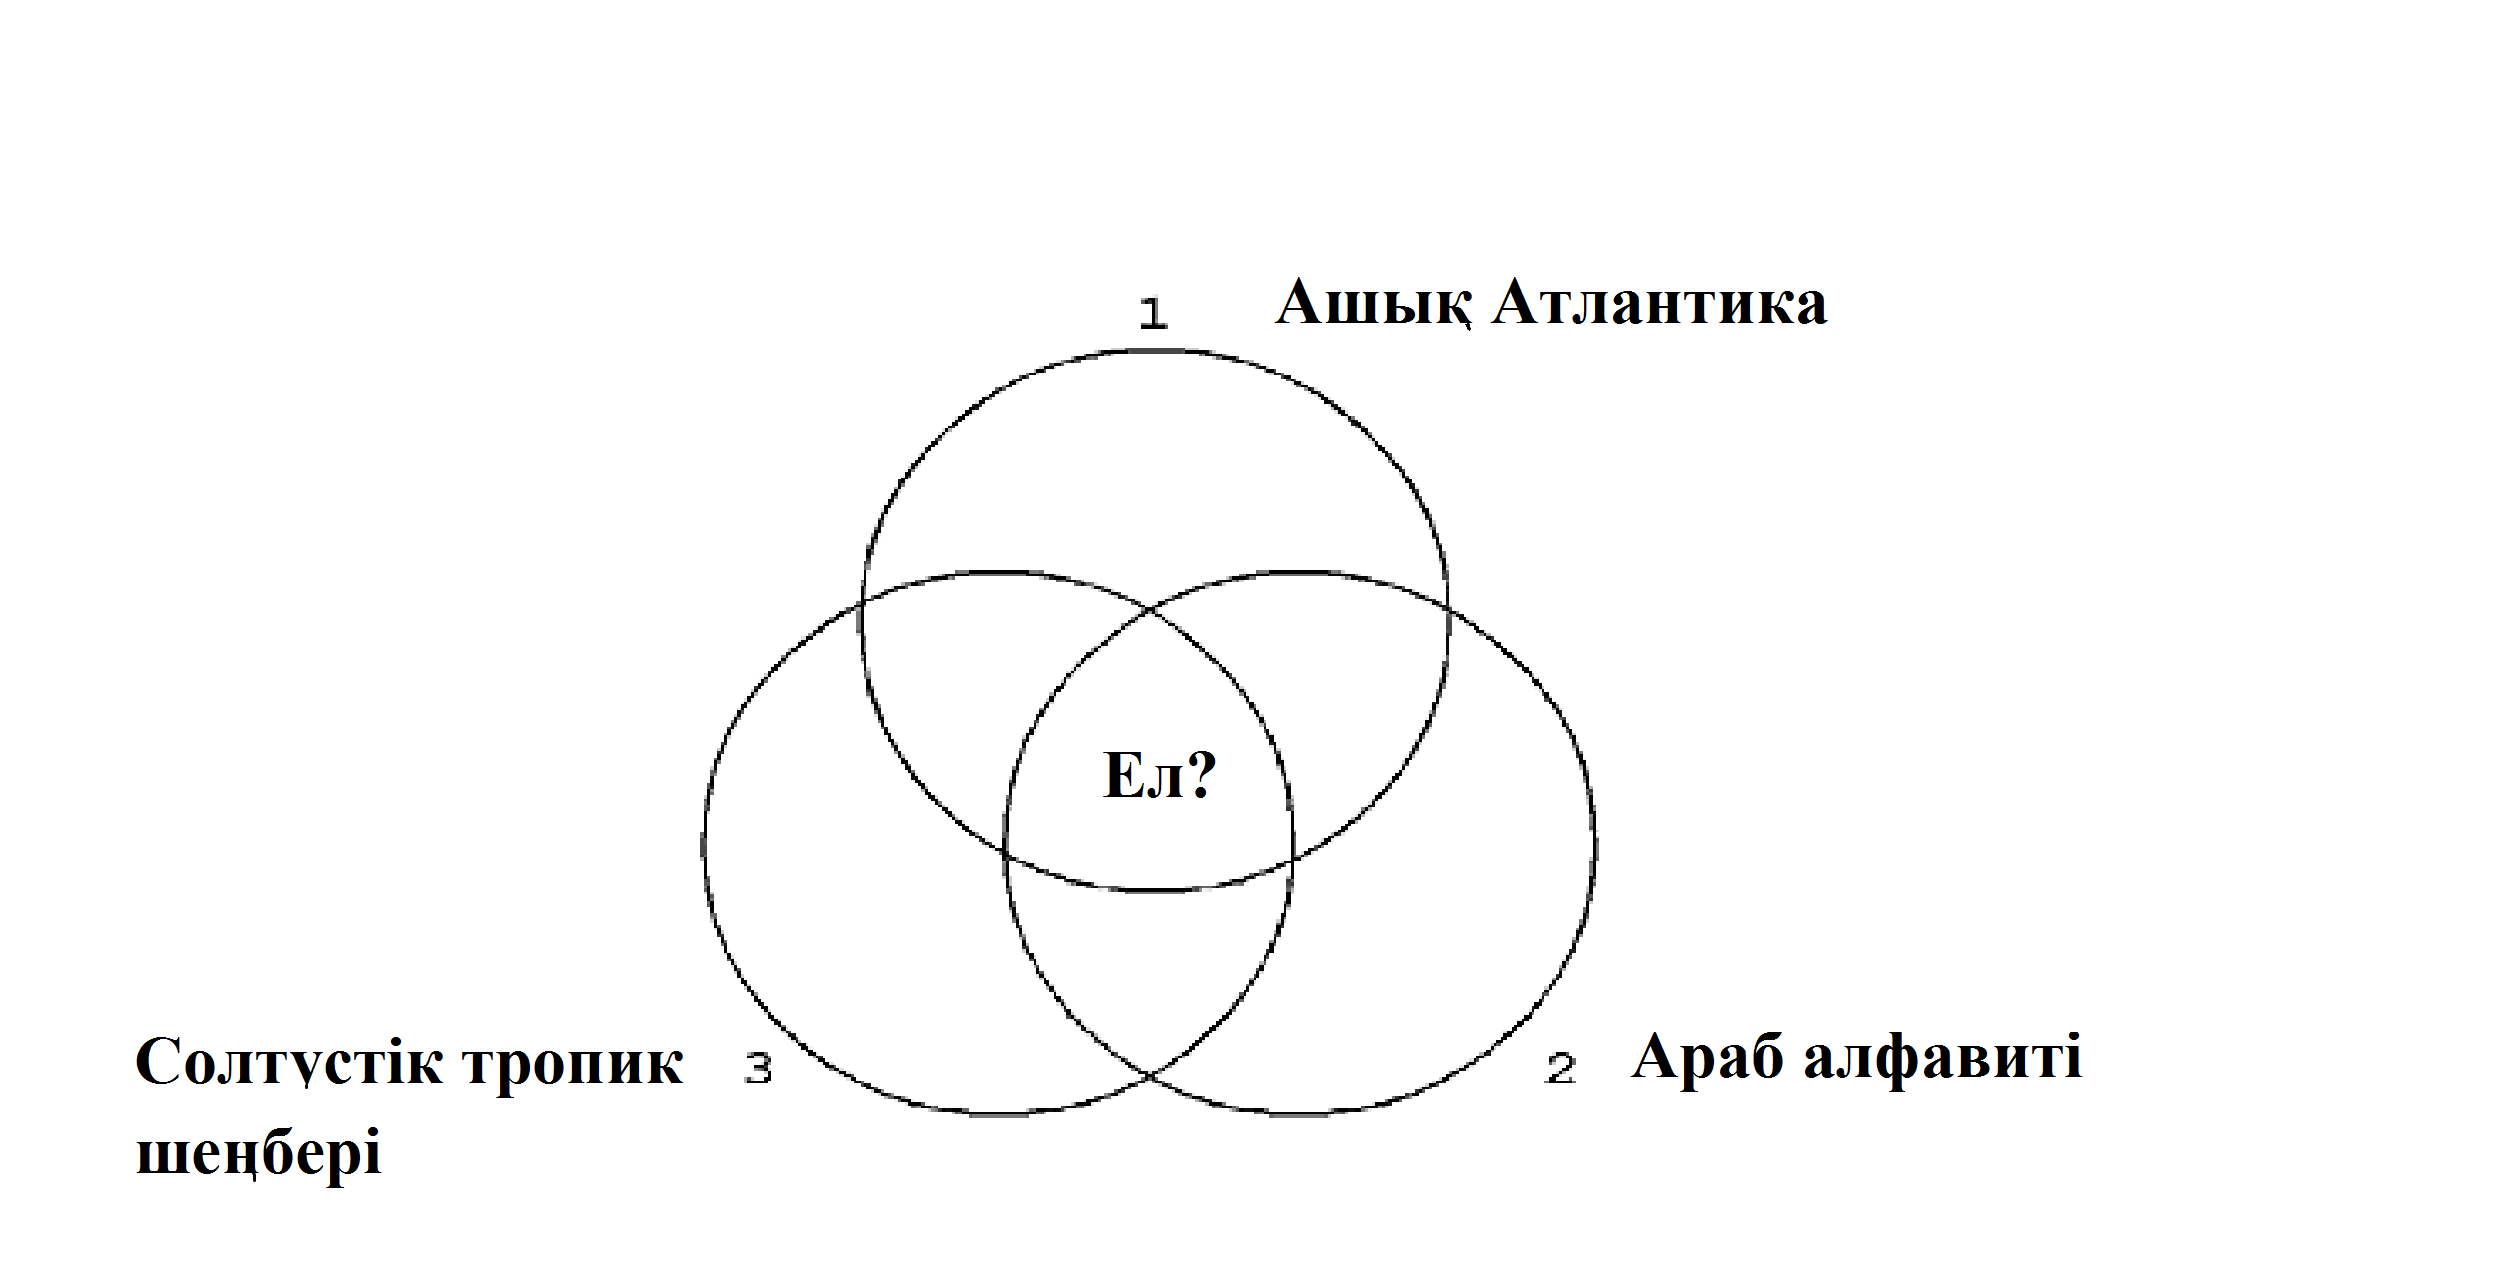 1 Ашық Атлантика
Ел?
Солтүстік тропик 3
шеңбері
2 Араб алфавиті